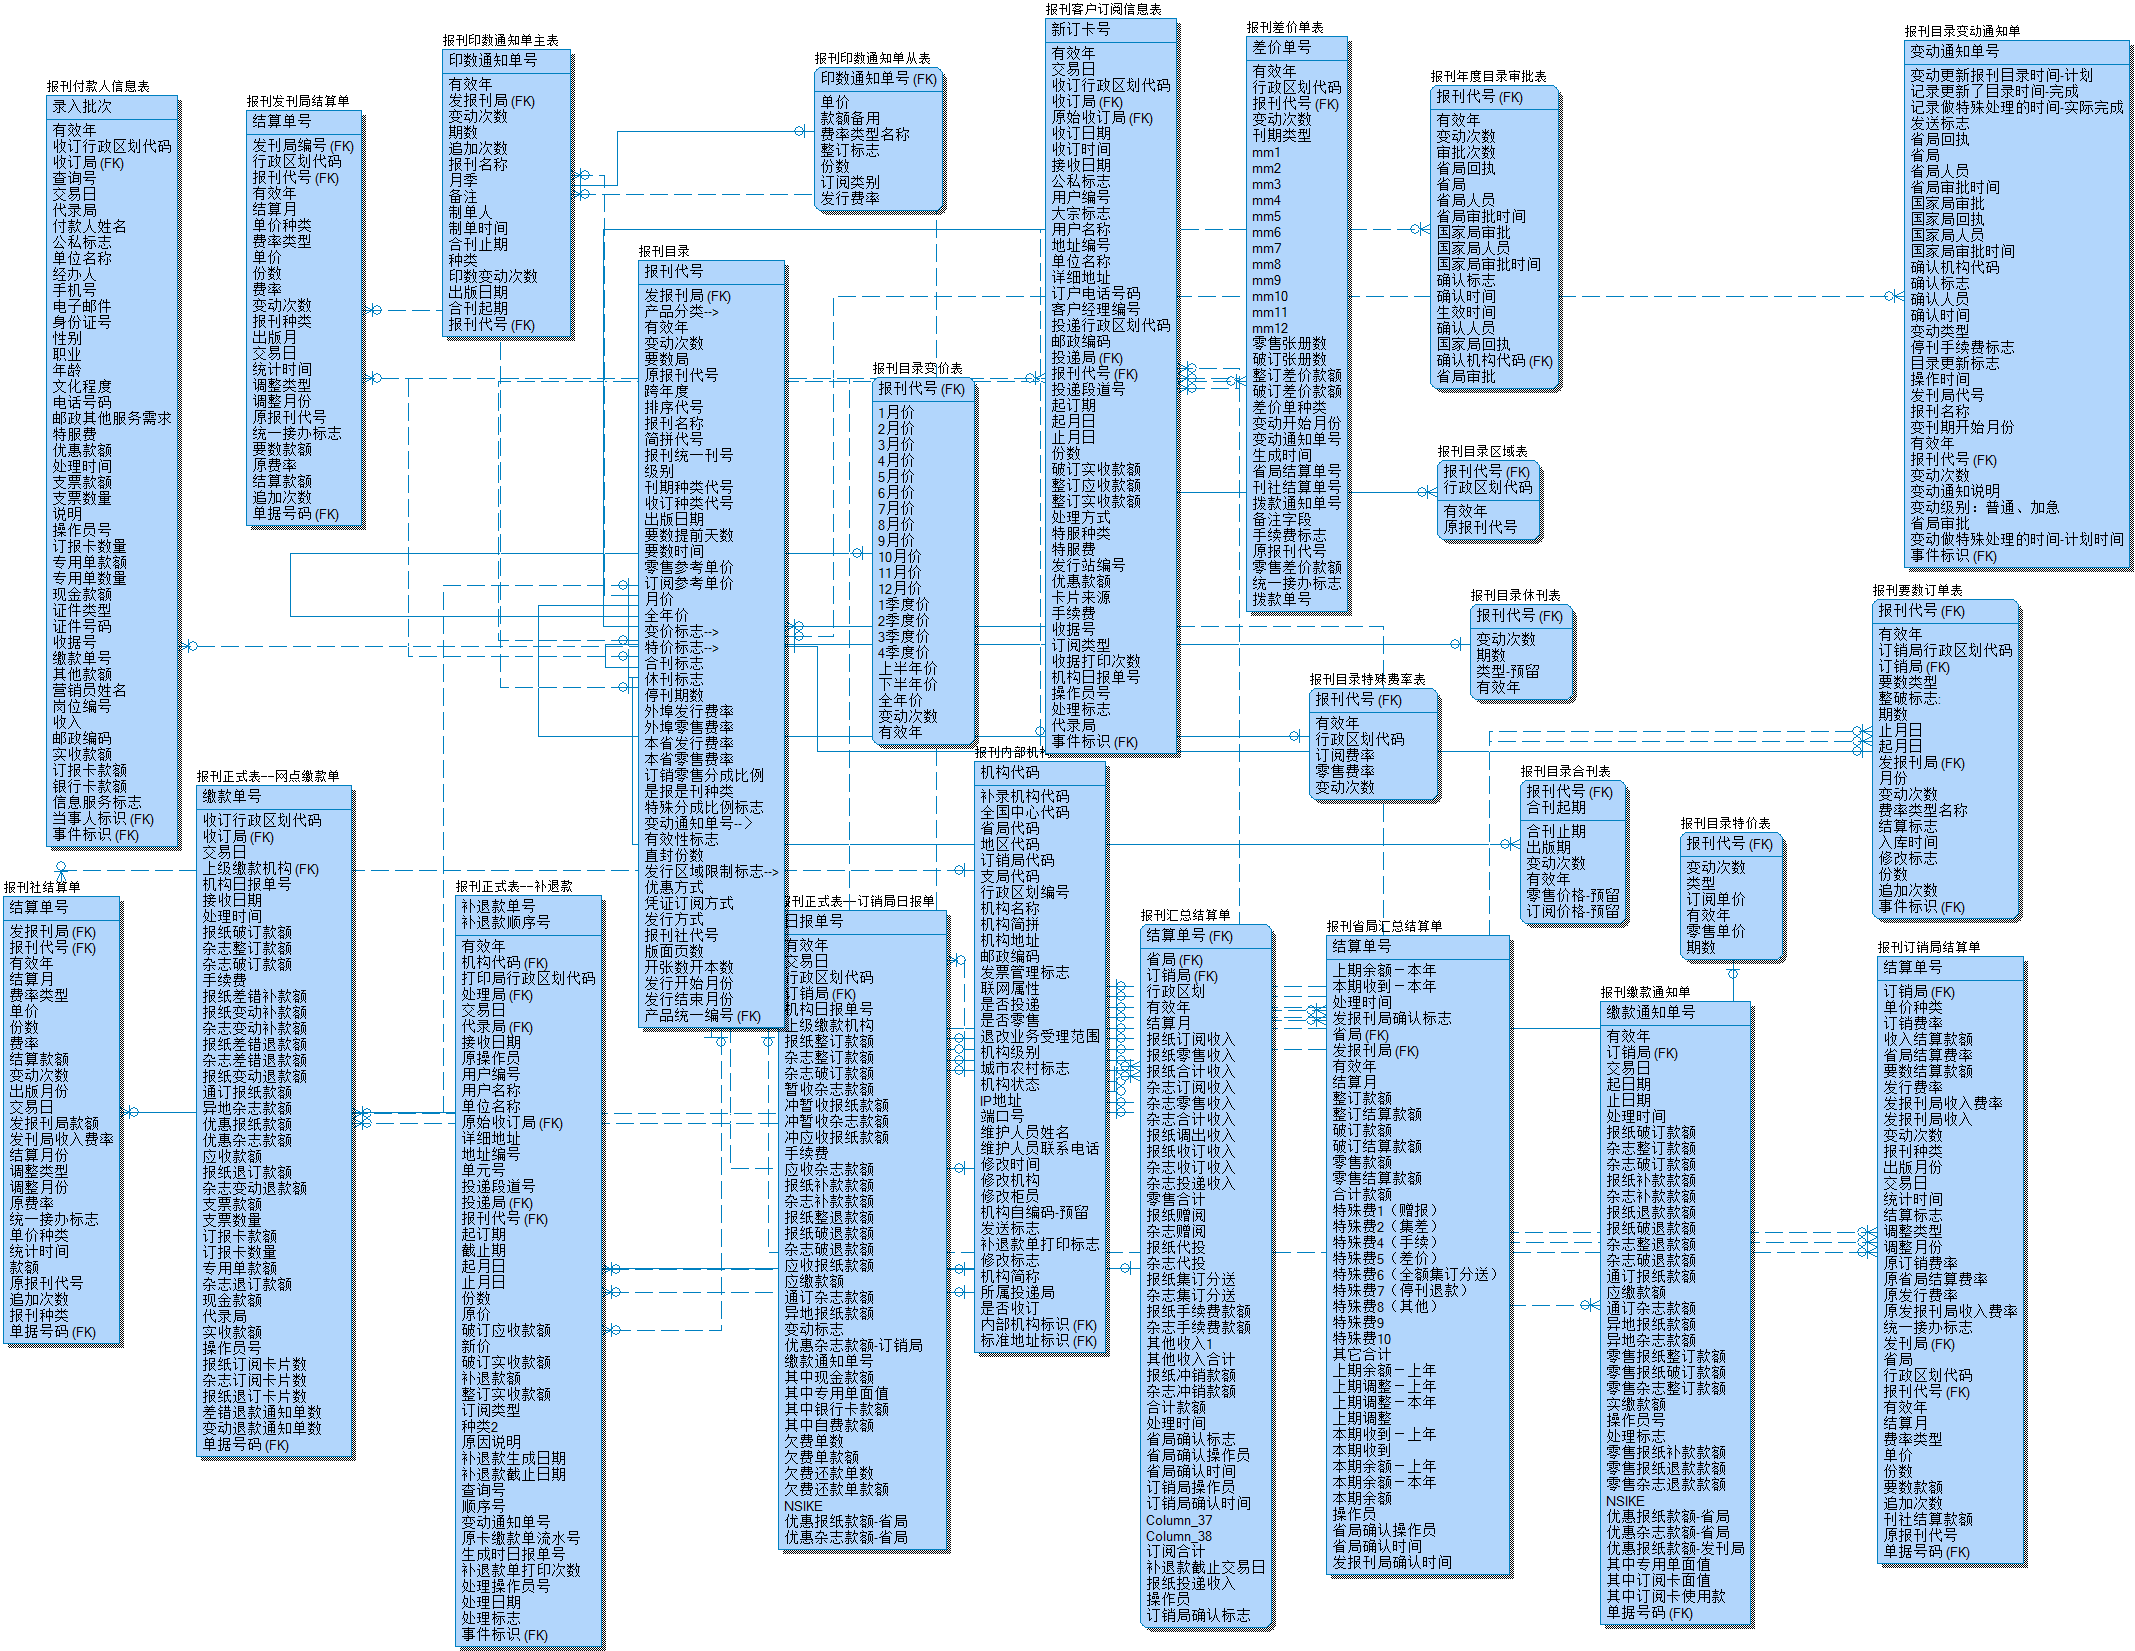 报刊付款人信息表
录入批次
有效年
收订行政区划代码
收订局 (FK)
查询号
交易日
代录局
付款人姓名
公私标志
单位名称
经办人
手机号
电子邮件
身份证号
性别
职业
年龄
文化程度
电话号码
邮政其他服务需求
特服费
优惠款额
处理时间
支票款额
支票数量
说明
操作员号
订报卡数量
专用单款额
专用单数量
现金款额
证件类型
证件号码
收据号
缴款单号
其他款额
营销员姓名
岗位编号
收入
邮政编码
实收款额
订报卡款额
银行卡款额
信息服务标志
当事人标识 (FK)
事件标识 (FK)
报刊发刊局结算单
结算单号
发刊局编号 (FK)
行政区划代码
报刊代号 (FK)
有效年
结算月
单价种类
费率类型
单价
份数
费率
变动次数
报刊种类
出版月
交易日
统计时间
调整类型
调整月份
原报刊代号
统一接办标志
要数款额
原费率
结算款额
追加次数
单据号码 (FK)
报刊印数通知单主表
印数通知单号
有效年
发报刊局 (FK)
变动次数
期数
追加次数
报刊名称
月季
备注
制单人
制单时间
合刊止期
种类
印数变动次数
出版日期
合刊起期
报刊代号 (FK)
报刊印数通知单从表
印数通知单号 (FK)
单价
款额备用
费率类型名称
整订标志
份数
订阅类别
发行费率
报刊目录
报刊代号
发报刊局 (FK)
产品分类-->
有效年
变动次数
要数局
原报刊代号
跨年度
排序代号
报刊名称
简拼代号
报刊统一刊号
级别
刊期种类代号
收订种类代号
出版日期
要数提前天数
要数时间
零售参考单价
订阅参考单价
月价
全年价
变价标志-->
特价标志-->
合刊标志
休刊标志
停刊期数
外埠发行费率
外埠零售费率
本省发行费率
本省零售费率
订销零售分成比例
是报是刊种类
特殊分成比例标志
变动通知单号-->
有效性标志
直封份数
发行区域限制标志-->
优惠方式
凭证订阅方式
发行方式
报刊社代号
版面页数
开张数开本数
发行开始月份
发行结束月份
产品统一编号 (FK)
报刊目录变价表
报刊代号 (FK)
1月价
2月价
3月价
4月价
5月价
6月价
7月价
8月价
9月价
10月价
11月价
12月价
1季度价
2季度价
3季度价
4季度价
上半年价
下半年价
全年价
变动次数
有效年
报刊客户订阅信息表
新订卡号
有效年
交易日
收订行政区划代码
收订局 (FK)
原始收订局 (FK)
收订日期
收订时间
接收日期
公私标志
用户编号
大宗标志
用户名称
地址编号
单位名称
详细地址
订户电话号码
客户经理编号
投递行政区划代码
邮政编码
投递局 (FK)
报刊代号 (FK)
投递段道号
起订期
起月日
止月日
份数
破订实收款额
整订应收款额
整订实收款额
处理方式
特服种类
特服费
发行站编号
优惠款额
卡片来源
手续费
收据号
订阅类型
收据打印次数
机构日报单号
操作员号
处理标志
代录局
事件标识 (FK)
报刊差价单表
差价单号
有效年
行政区划代码
报刊代号 (FK)
变动次数
刊期类型
mm1
mm2
mm3
mm4
mm5
mm6
mm7
mm8
mm9
mm10
mm11
mm12
零售张册数
破订张册数
整订差价款额
破订差价款额
差价单种类
变动开始月份
变动通知单号
生成时间
省局结算单号
刊社结算单号
拨款通知单号
备注字段
手续费标志
原报刊代号
零售差价款额
统一接办标志
拨款单号
报刊年度目录审批表
报刊代号 (FK)
有效年
变动次数
审批次数
省局回执
省局
省局人员
省局审批时间
国家局审批
国家局人员
国家局审批时间
确认标志
确认时间
生效时间
确认人员
国家局回执
确认机构代码 (FK)
省局审批
报刊目录区域表
报刊代号 (FK)
行政区划代码
有效年
原报刊代号
报刊目录休刊表
报刊代号 (FK)
变动次数
期数
类型-预留
有效年
报刊目录特殊费率表
报刊代号 (FK)
有效年
行政区划代码
订阅费率
零售费率
变动次数
报刊目录合刊表
报刊代号 (FK)
合刊起期
合刊止期
出版期
变动次数
有效年
零售价格-预留
订阅价格-预留
报刊目录特价表
报刊代号 (FK)
变动次数
类型
订阅单价
有效年
零售单价
期数
报刊目录变动通知单
变动通知单号
变动更新报刊目录时间-计划
记录更新了目录时间-完成
记录做特殊处理的时间-实际完成
发送标志
省局回执
省局
省局人员
省局审批时间
国家局审批
国家局回执
国家局人员
国家局审批时间
确认机构代码
确认标志
确认人员
确认时间
变动类型
停刊手续费标志
目录更新标志
操作时间
发刊局代号
报刊名称
变刊期开始月份
有效年
报刊代号 (FK)
变动次数
变动通知说明
变动级别：普通、加急
省局审批
变动做特殊处理的时间-计划时间
事件标识 (FK)
报刊要数订单表
报刊代号 (FK)
有效年
订销局行政区划代码
订销局 (FK)
要数类型
整破标志:
期数
止月日
起月日
发报刊局 (FK)
月份
变动次数
费率类型名称
结算标志
入库时间
修改标志
份数
追加次数
事件标识 (FK)
报刊社结算单
结算单号
发报刊局 (FK)
报刊代号 (FK)
有效年
结算月
费率类型
单价
份数
费率
结算款额
变动次数
出版月份
交易日
发报刊局款额
发刊局收入费率
结算月份
调整类型
调整月份
原费率
统一接办标志
单价种类
统计时间
款额
原报刊代号
追加次数
报刊种类
单据号码 (FK)
报刊正式表--网点缴款单
缴款单号
收订行政区划代码
收订局 (FK)
交易日
上级缴款机构 (FK)
机构日报单号
接收日期
处理时间
报纸破订款额
杂志整订款额
杂志破订款额
手续费
报纸差错补款额
报纸变动补款额
杂志变动补款额
报纸差错退款额
杂志差错退款额
报纸变动退款额
通订报纸款额
异地杂志款额
优惠报纸款额
优惠杂志款额
应收款额
报纸退订款额
杂志变动退款额
支票款额
支票数量
订报卡款额
订报卡数量
专用单款额
杂志退订款额
现金款额
代录局
实收款额
操作员号
报纸订阅卡片数
杂志订阅卡片数
报纸退订卡片数
差错退款通知单数
变动退款通知单数
单据号码 (FK)
报刊正式表--补退款
补退款单号
补退款顺序号
有效年
机构代码 (FK)
打印局行政区划代码
处理局 (FK)
交易日
代录局 (FK)
接收日期
原操作员
用户编号
用户名称
单位名称
原始收订局 (FK)
详细地址
地址编号
单元号
投递段道号
投递局 (FK)
报刊代号 (FK)
起订期
截止期
起月日
止月日
份数
原价
破订应收款额
新价
破订实收款额
补退款额
整订实收款额
订阅类型
种类2
原因说明
补退款生成日期
补退款截止日期
查询号
顺序号
变动通知单号
原卡缴款单流水号
生成时日报单号
补退款单打印次数
处理操作员号
处理日期
处理标志
事件标识 (FK)
报刊正式表--订销局日报单
日报单号
有效年
交易日
行政区划代码
订销局 (FK)
机构日报单号
上级缴款机构
报纸整订款额
杂志整订款额
杂志破订款额
暂收杂志款额
冲暂收报纸款额
冲暂收杂志款额
冲应收报纸款额
手续费
应收杂志款额
报纸补款款额
杂志补款款额
报纸整退款额
报纸破退款额
杂志破退款额
应收报纸款额
应缴款额
通订杂志款额
异地报纸款额
变动标志
优惠杂志款额-订销局
缴款通知单号
其中现金款额
其中专用单面值
其中银行卡款额
其中自费款额
欠费单数
欠费单款额
欠费还款单数
欠费还款单款额
NSIKE
优惠报纸款额-省局
优惠杂志款额-省局
报刊内部机构
机构代码
补录机构代码
全国中心代码
省局代码
地区代码
订销局代码
支局代码
行政区划编号
机构名称
机构简拼
机构地址
邮政编码
发票管理标志
联网属性
是否投递
是否零售
退改业务受理范围
机构级别
城市农村标志
机构状态
IP地址
端口号
维护人员姓名
维护人员联系电话
修改时间
修改机构
修改柜员
机构自编码-预留
发送标志
补退款单打印标志
修改标志
机构简称
所属投递局
是否收订
内部机构标识 (FK)
标准地址标识 (FK)
报刊汇总结算单
结算单号 (FK)
省局 (FK)
订销局 (FK)
行政区划
有效年
结算月
报纸订阅收入
报纸零售收入
报纸合计收入
杂志订阅收入
杂志零售收入
杂志合计收入
报纸调出收入
报纸收订收入
杂志收订收入
杂志投递收入
零售合计
报纸赠阅
杂志赠阅
报纸代投
杂志代投
报纸集订分送
杂志集订分送
报纸手续费款额
杂志手续费款额
其他收入1
其他收入合计
报纸冲销款额
杂志冲销款额
合计款额
处理时间
省局确认标志
省局确认操作员
省局确认时间
订销局操作员
订销局确认时间
Column_37
Column_38
订阅合计
补退款截止交易日
报纸投递收入
操作员
订销局确认标志
报刊省局汇总结算单
结算单号
上期余额－本年
本期收到－本年
处理时间
发报刊局确认标志
省局 (FK)
发报刊局 (FK)
有效年
结算月
整订款额
整订结算款额
破订款额
破订结算款额
零售款额
零售结算款额
合计款额
特殊费1（赠报）
特殊费2（集差）
特殊费4（手续）
特殊费5（差价）
特殊费6（全额集订分送）
特殊费7（停刊退款）
特殊费8（其他）
特殊费9
特殊费10
其它合计
上期余额－上年
上期调整－上年
上期调整－本年
上期调整
本期收到－上年
本期收到
本期余额－上年
本期余额－本年
本期余额
操作员
省局确认操作员
省局确认时间
发报刊局确认时间
报刊缴款通知单
缴款通知单号
有效年
订销局 (FK)
交易日
起日期
止日期
处理时间
报纸破订款额
杂志整订款额
杂志破订款额
报纸补款款额
杂志补款款额
报纸退款款额
报纸破退款额
杂志整退款额
杂志破退款额
通订报纸款额
应缴款额
通订杂志款额
异地报纸款额
异地杂志款额
零售报纸整订款额
零售报纸破订款额
零售杂志整订款额
实缴款额
操作员号
处理标志
零售报纸补款款额
零售报纸退款款额
零售杂志退款款额
NSIKE
优惠报纸款额-省局
优惠杂志款额-省局
优惠报纸款额-发刊局
其中专用单面值
其中订阅卡面值
其中订阅卡使用款
单据号码 (FK)
报刊订销局结算单
结算单号
订销局 (FK)
单价种类
订销费率
收入结算款额
省局结算费率
要数结算款额
发行费率
发报刊局收入费率
发报刊局收入
变动次数
报刊种类
出版月份
交易日
统计时间
结算标志
调整类型
调整月份
原订销费率
原省局结算费率
原发行费率
原发报刊局收入费率
统一接办标志
发刊局 (FK)
省局
行政区划代码
报刊代号 (FK)
有效年
结算月
费率类型
单价
份数
要数款额
追加次数
刊社结算款额
原报刊代号
单据号码 (FK)